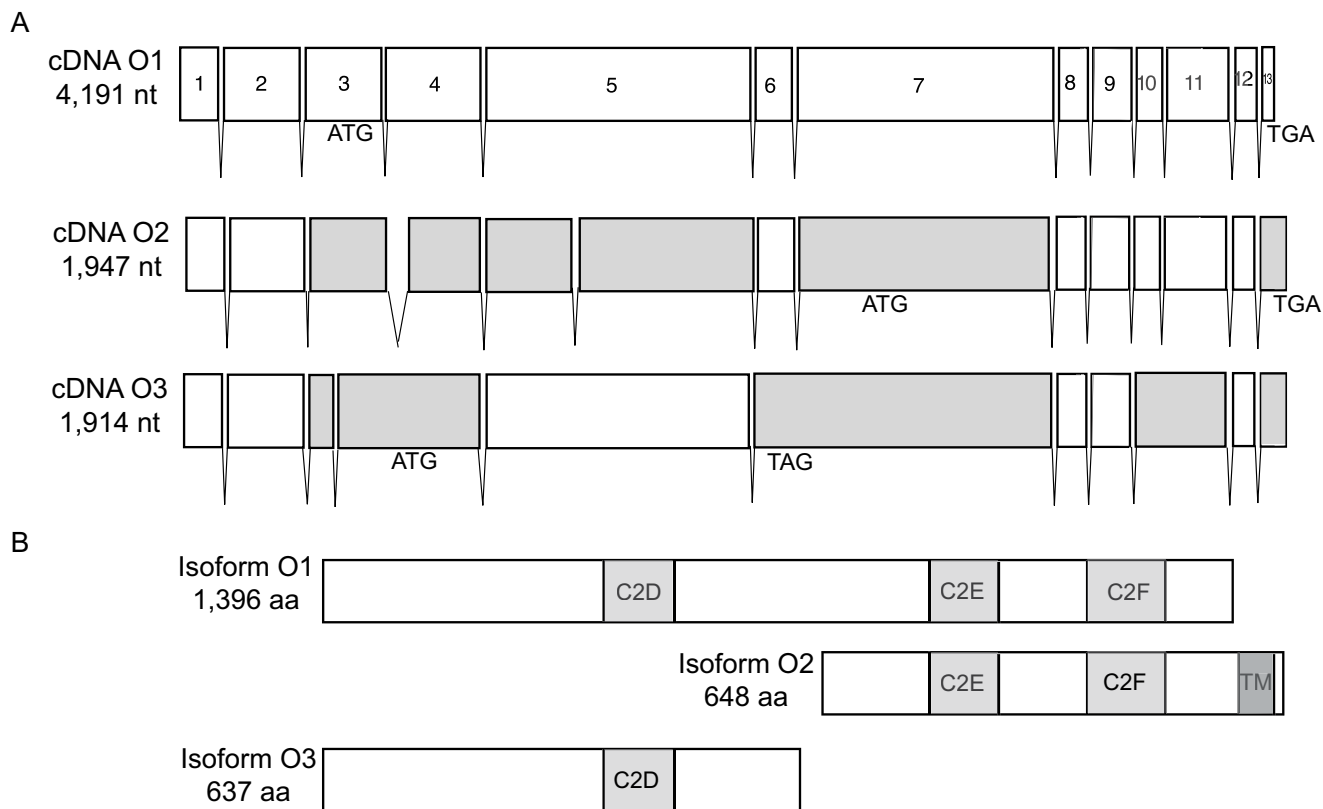 A
cDNA O1
4,191 nt
1 2 3 4 5 6 7 8 9 10 11 12 13
ATG TGA
cDNA O2
1,947 nt
ATG TGA
cDNA O3
1,914 nt
ATG TAG
B
Isoform O1
1,396 aa
C2D C2E C2F
Isoform O2
648 aa
C2E C2F TM
Isoform O3
637 aa
C2D